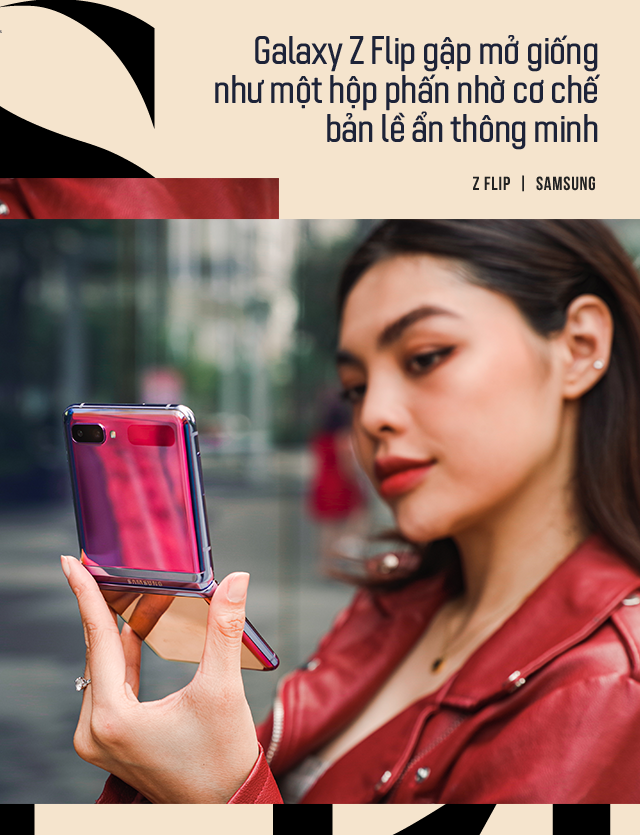 Galaxy Z Flip gập mở giống
như một hộp phấn nhờ cơ chế
bản lề ẩn thông minh
Z FLIP | SAMSUNG
SAMSUNG